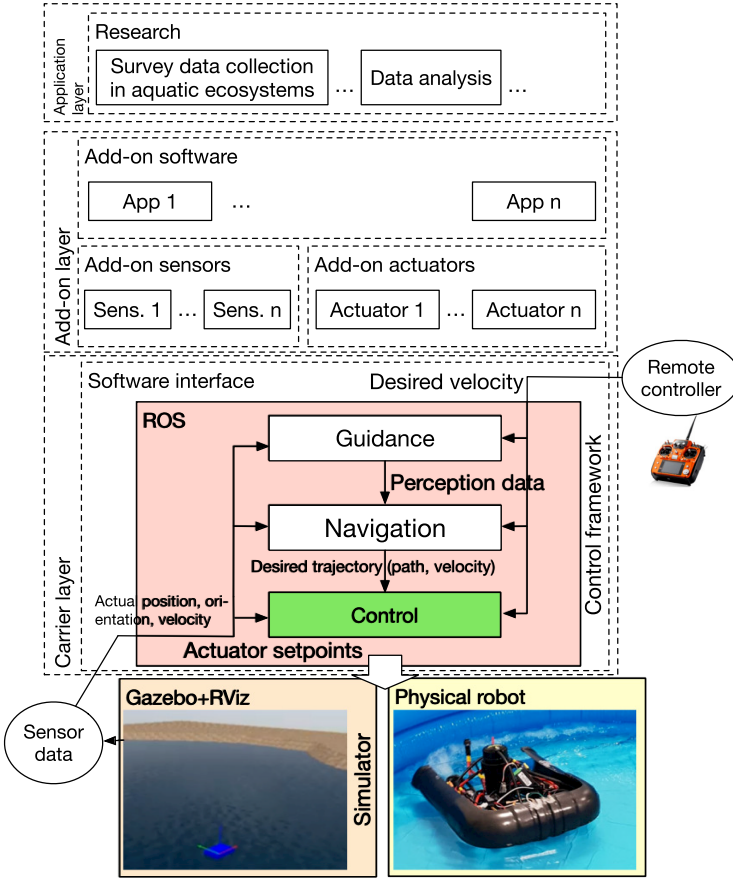 Application
layer
Research
Survey data collection
in aquatic ecosystems
...
Data analysis
...
Add-on layer
Add-on software
App 1
...
App n
Add-on sensors
Sens. 1
...
Sens. n
Add-on actuators
Actuator 1
...
Actuator n
Carrier layer
Software interface
Desired velocity
Remote
controller
ROS
Guidance
Perception data
Navigation
Desired trajectory (path, velocity)
Control
Control framework
Actual position, ori-
entation, velocity
Actuator setpoints
Sensor
data
Gazebo+RViz
Simulator
Physical robot